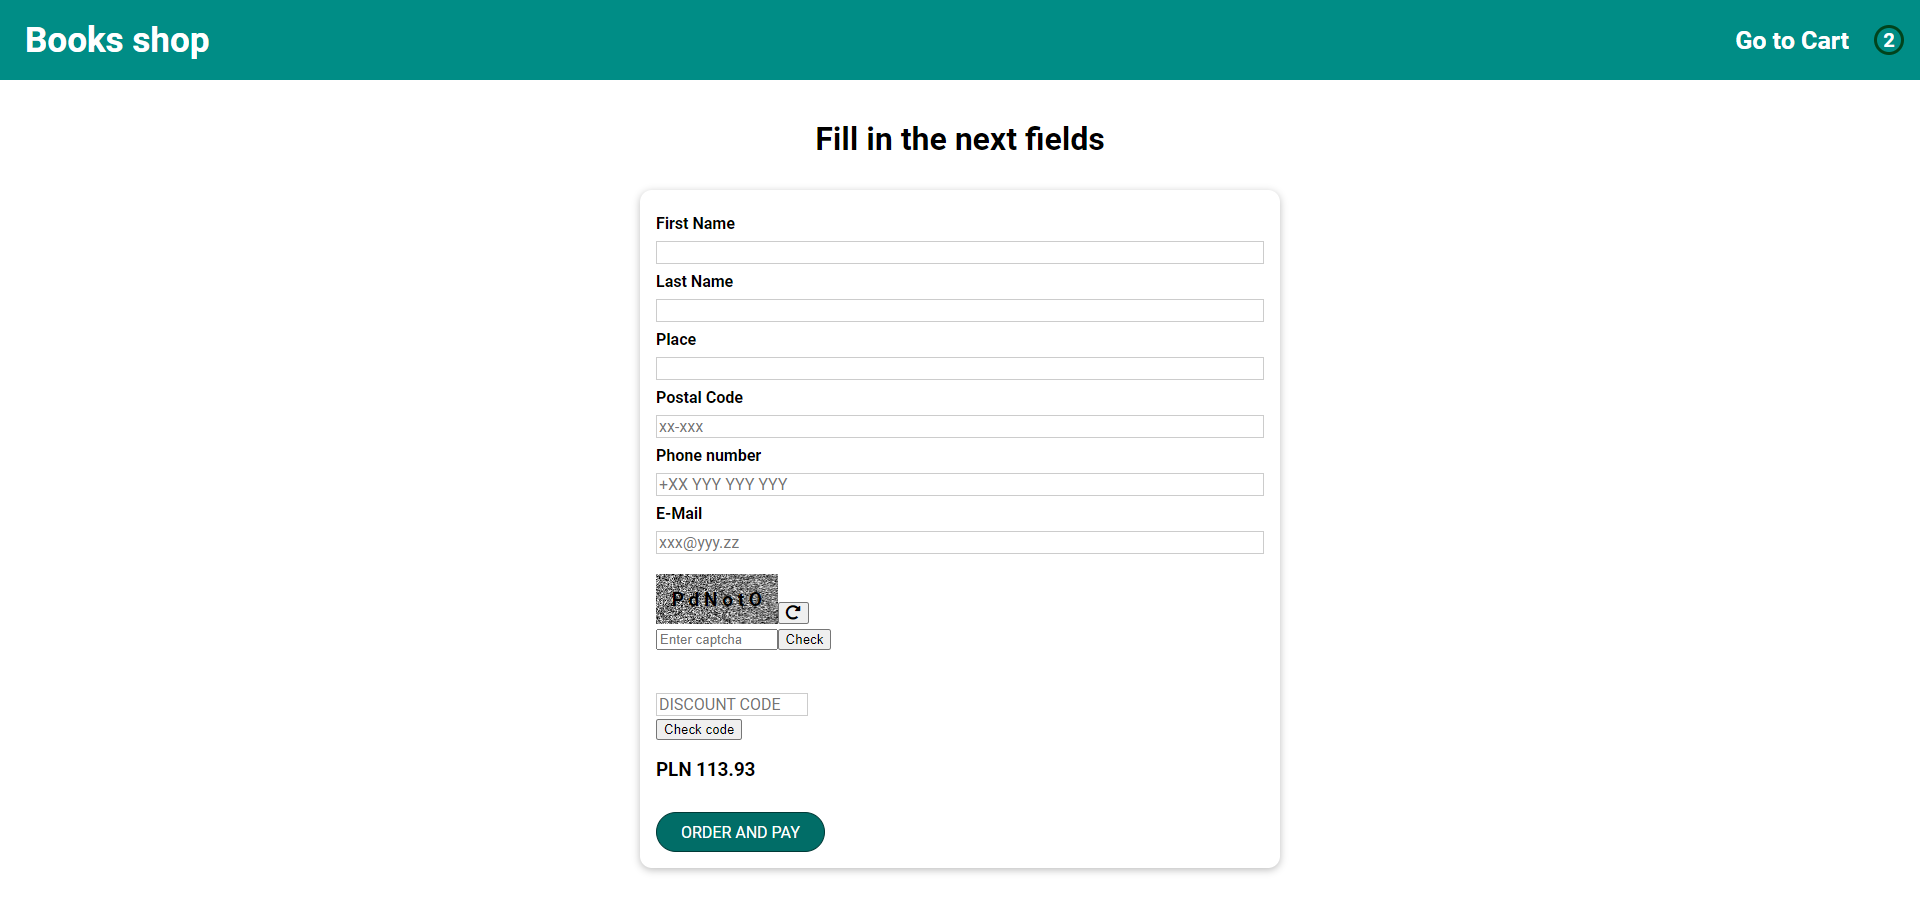 Books shop
Go to Cart 2
Fill in the next fields
First Name
Last Name
Place
Postal Code
xx-xxx
Phone number
+XX YYY YYY YYY
E-Mail
xxx@yyy.zz
PdNotO
Enter captcha Check
DISCOUNT CODE
Check code
PLN 113.93
ORDER AND PAY